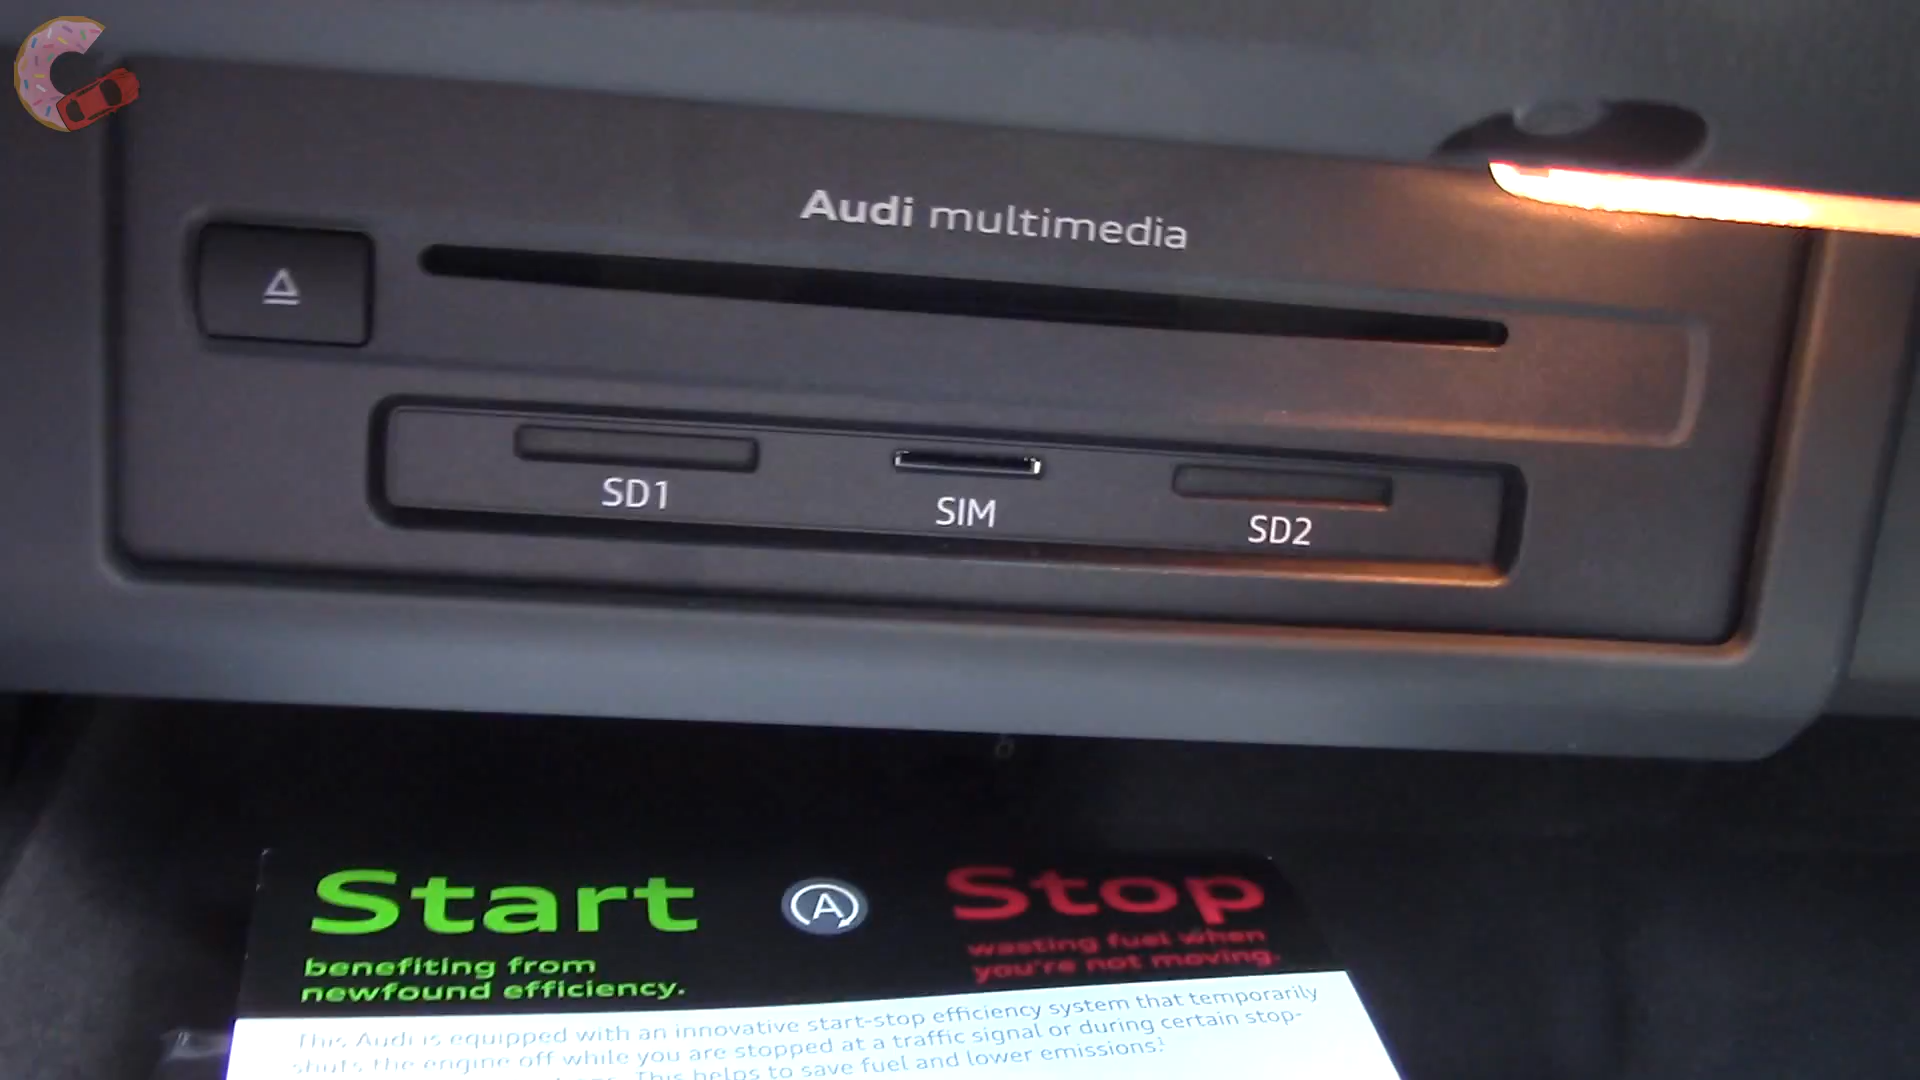 Audi multimedia
SD1
SIM
SD2
Start
A
Stop
benefiting from
newfound efficiency.
wasting fuel when
you're not moving.
This Audi is equipped with an innovative start-stop efficiency system that temporarily
shuts the engine off while you are stopped at a traffic signal or during certain stop-
This helps to save fuel and lower emissions.¹